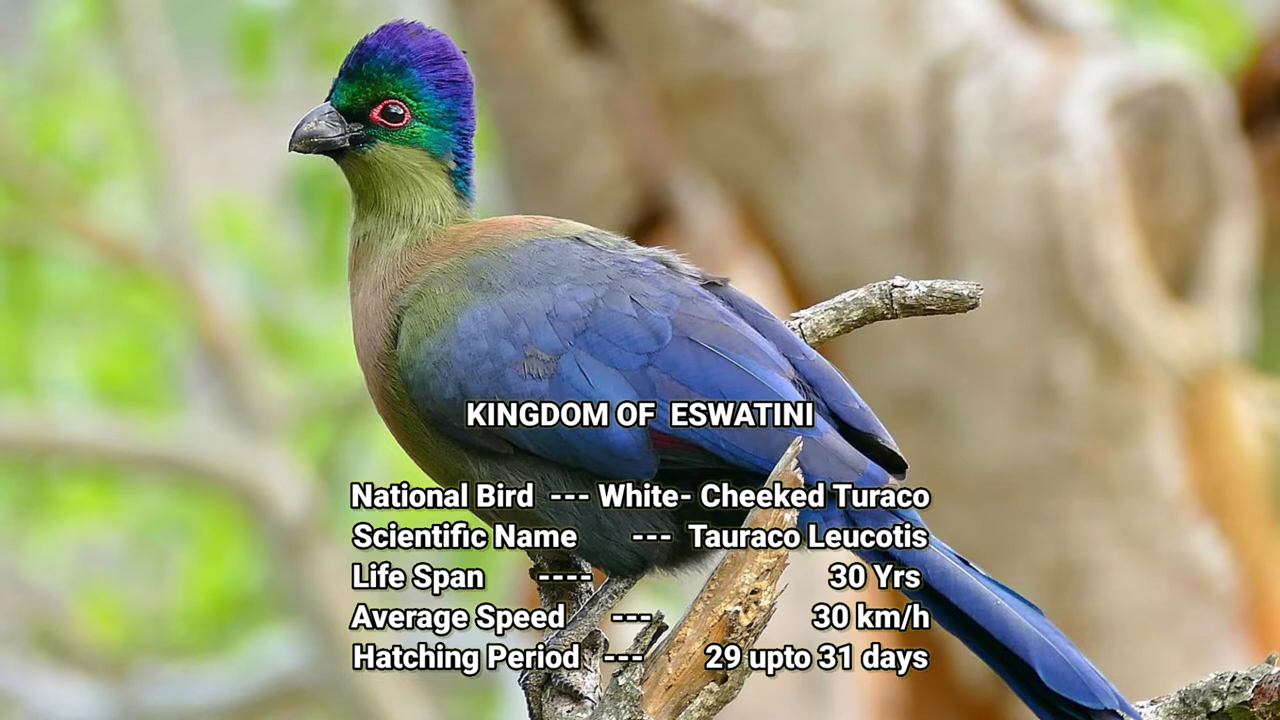 KINGDOM OF ESWATINI
National Bird --- White- Cheeked Turaco
Scientific Name --- Tauraco Leucotis
Life Span ---- 30 Yrs
Average Speed --- 30 km/h
Hatching Period --- 29 upto 31 days